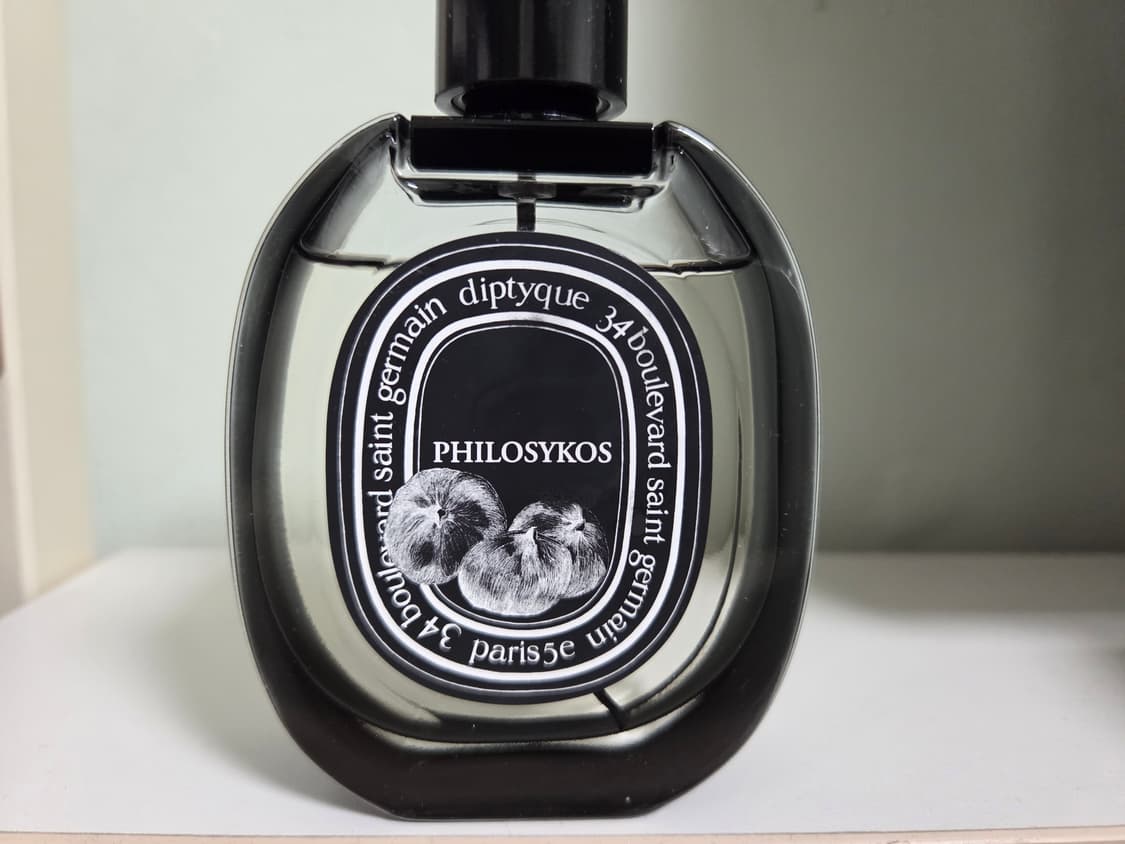 diptyque 34 boulevard saint germain paris5e 34 boulevard saint germain
PHILOSYKOS